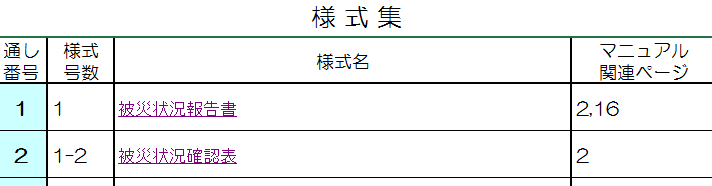 様式集
通し番号 様式号数 様式名 マニュアル関連ページ
1 1 被災状況報告書 2,16
2 1-2 被災状況確認表 2